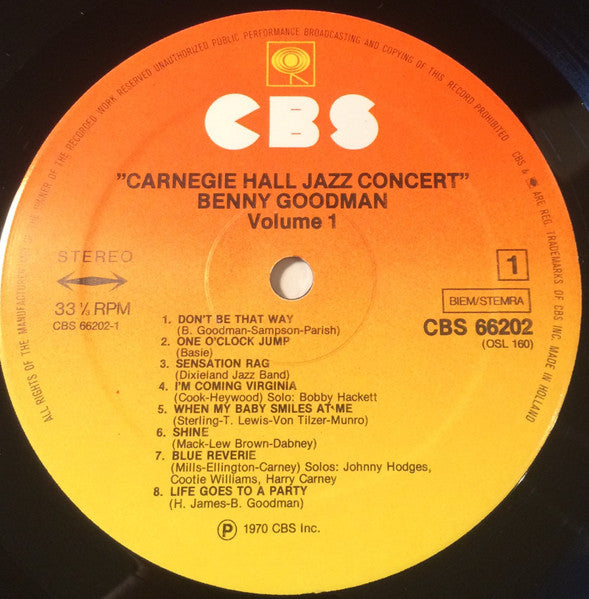 ALL RIGHTS OF THE MANUFACTURER AND OF THE OWNER OF THE RECORDED WORK RESERVED UNAUTHORIZED PUBLIC PERFORMANCE BROADCASTING AND COPYING OF THIS RECORD PROHIBITED
CBS & ARE REG. TRADEMARKS OF CBS INC. MADE IN HOLLAND
CBS
"CARNEGIE HALL JAZZ CONCERT"
BENNY GOODMAN
Volume 1
STEREO
33⅓ RPM
CBS 66202-1
1
BIEM/STEMRA
CBS 66202
(OSL 160)
1. DON'T BE THAT WAY
(B. Goodman-Sampson-Parish)
2. ONE O'CLOCK JUMP
(Basie)
3. SENSATION RAG
(Dixieland Jazz Band)
4. I'M COMING VIRGINIA
(Cook-Heywood) Solo: Bobby Hackett
5. WHEN MY BABY SMILES AT ME
(Sterling-T. Lewis-Von Tilzer-Munro)
6. SHINE
(Mack-Lew Brown-Dabney)
7. BLUE REVERIE
(Mills-Ellington-Carney) Solos: Johnny Hodges,
Cootie Williams, Harry Carney
8. LIFE GOES TO A PARTY
(H. James-B. Goodman)
℗ 1970 CBS Inc.